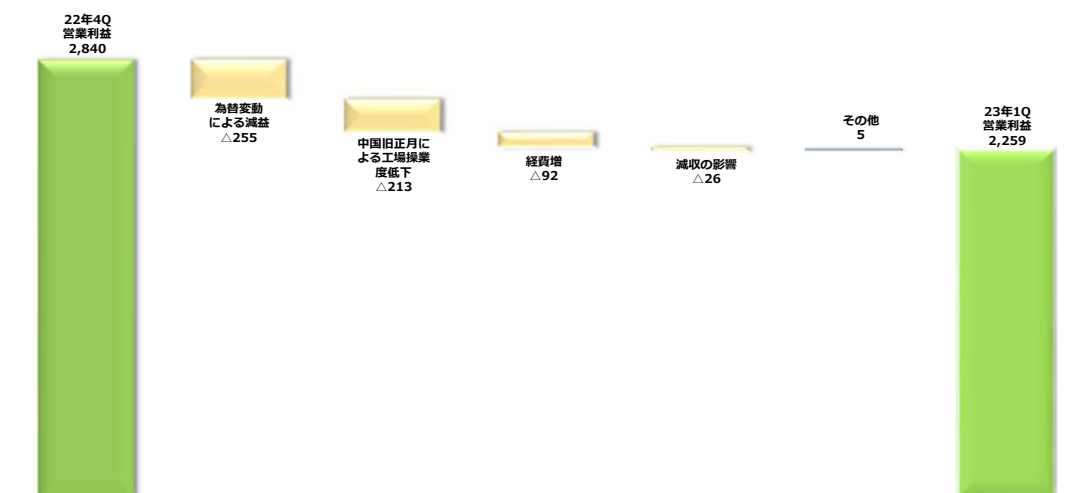 22年4Q
営業利益
2,840
為替変動
による減益
△255
中国旧正月に
よる工場操業
度低下
△213
経費増
△92
減収の影響
△26
その他
5
23年1Q
営業利益
2,259